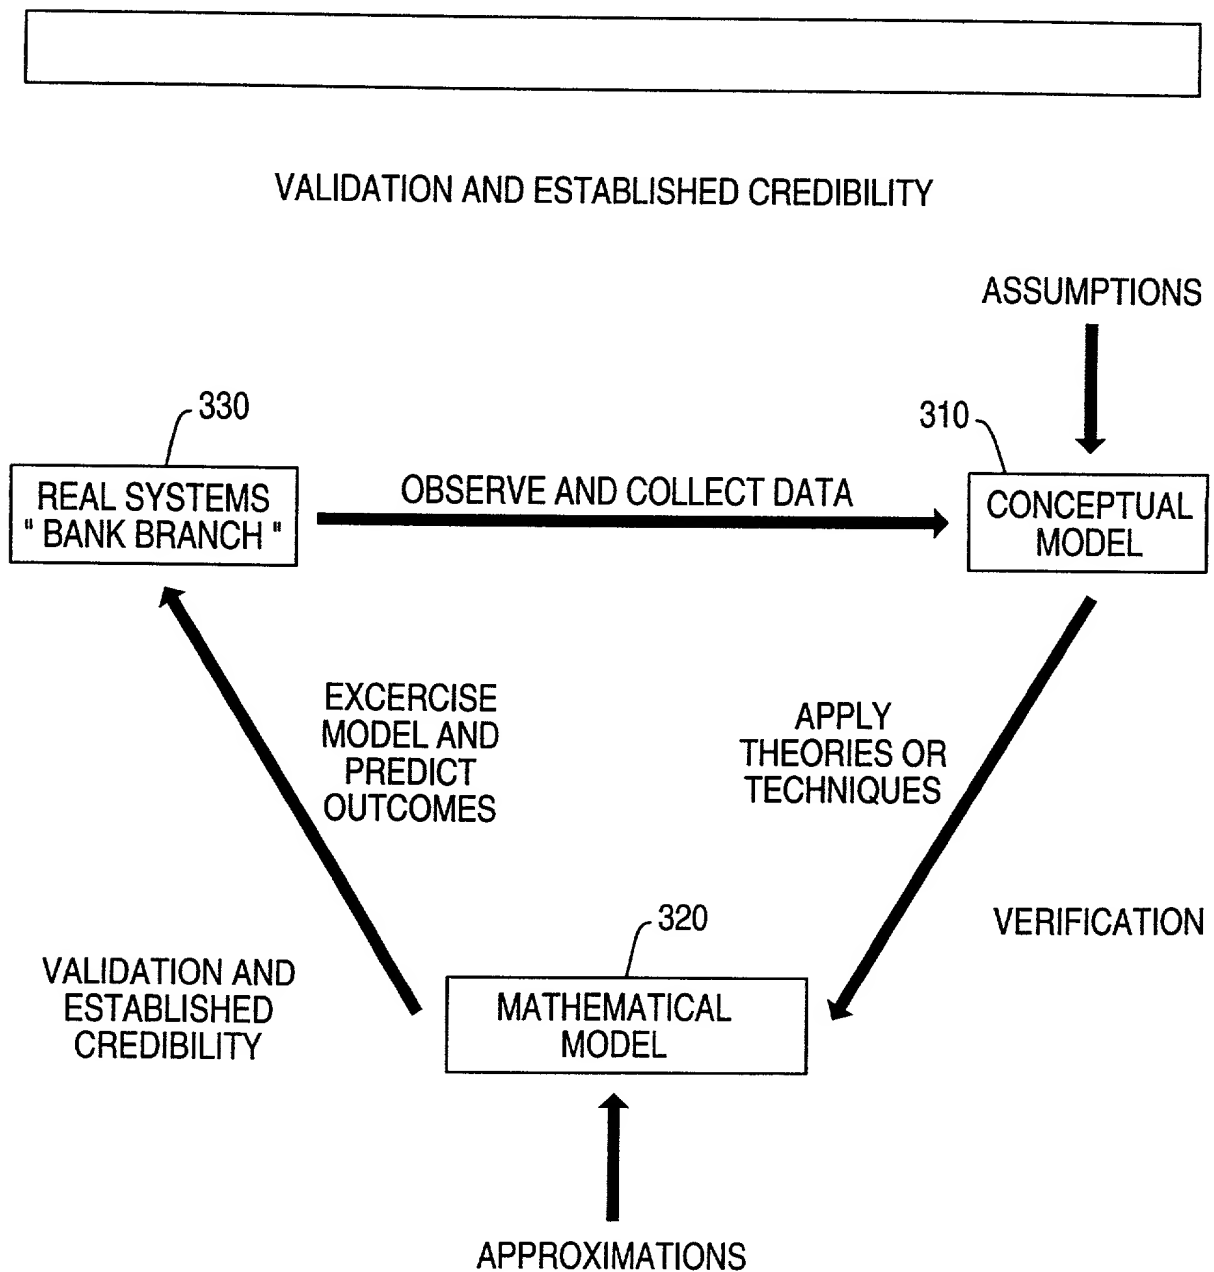 VALIDATION AND ESTABLISHED CREDIBILITY
ASSUMPTIONS
330
310
REAL SYSTEMS
" BANK BRANCH "
OBSERVE AND COLLECT DATA
CONCEPTUAL
MODEL
EXCERCISE
MODEL AND
PREDICT
OUTCOMES
APPLY
THEORIES OR
TECHNIQUES
VERIFICATION
320
VALIDATION AND
ESTABLISHED
CREDIBILITY
MATHEMATICAL
MODEL
APPROXIMATIONS